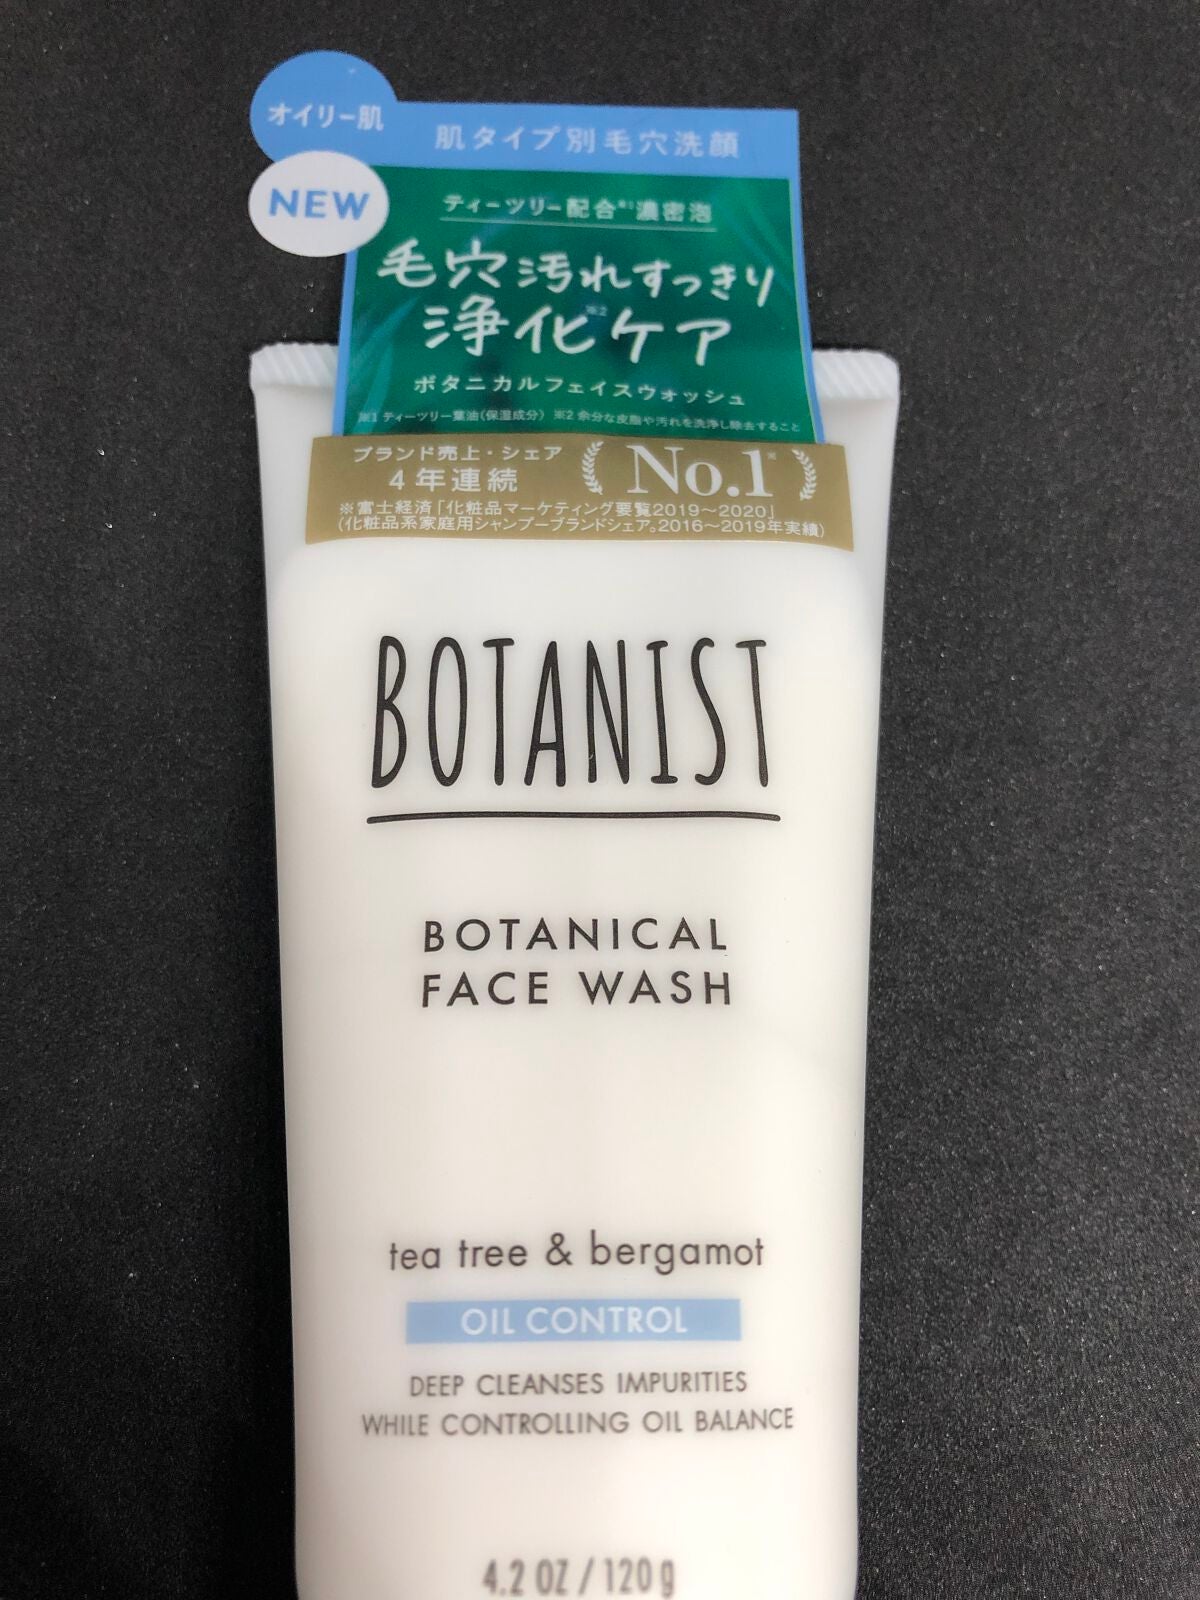 オイリー肌
肌タイプ別毛穴洗顔
NEW
ティーツリー配合※1濃密泡
毛穴汚れすっきり
浄化※2ケア
ボタニカルフェイスウォッシュ
※1 ティーツリー葉油(保湿成分) ※2 余分な皮脂や汚れを洗浄し除去すること
ブランド売上・シェア
4年連続
No.1※
※富士経済「化粧品マーケティング要覧2019〜2020」
(化粧品系家庭用シャンプーブランドシェア。2016〜2019年実績)
BOTANIST
BOTANICAL
FACE WASH
tea tree & bergamot
OIL CONTROL
DEEP CLEANSES IMPURITIES
WHILE CONTROLLING OIL BALANCE
4.2 OZ / 120 g